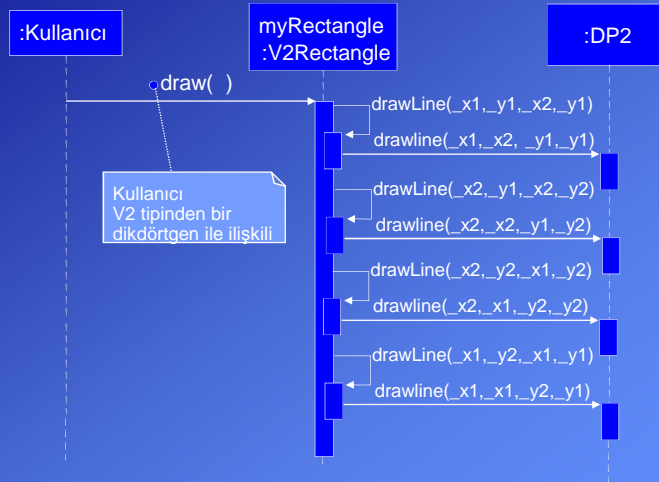 :Kullanıcı
myRectangle
:V2Rectangle
:DP2
draw(  )
drawLine(_x1,_y1,_x2,_y1)
drawline(_x1,_x2, _y1,_y1)
Kullanıcı
V2 tipinden bir
dikdörtgen ile ilişkili
drawLine(_x2,_y1,_x2,_y2)
drawline(_x2,_x2,_y1,_y2)
drawLine(_x2,_y2,_x1,_y2)
drawline(_x2,_x1,_y2,_y2)
drawLine(_x1,_y2,_x1,_y1)
drawline(_x1,_x1,_y2,_y1)